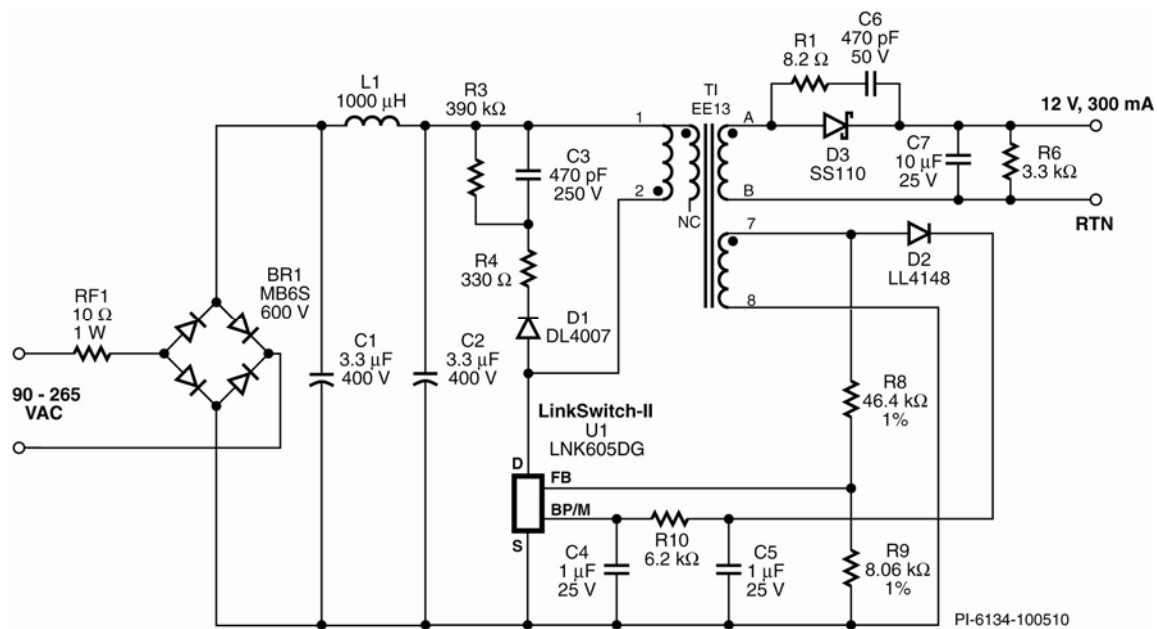 L1
1000 μH
R3
390 kΩ
C3
470 pF
250 V
R4
330 Ω
D1
DL4007
RF1
10 Ω
1 W
BR1
MB6S
600 V
90 - 265
VAC
C1
3.3 μF
400 V
C2
3.3 μF
400 V
LinkSwitch-II
U1
LNK605DG
D
FB
BP/M
S
1
2
NC
TI
EE13
A
B
7
8
R1
8.2 Ω
C6
470 pF
50 V
D3
SS110
C7
10 μF
25 V
R6
3.3 kΩ
12 V, 300 mA
RTN
D2
LL4148
R8
46.4 kΩ
1%
R9
8.06 kΩ
1%
R10
6.2 kΩ
C4
1 μF
25 V
C5
1 μF
25 V
PI-6134-100510